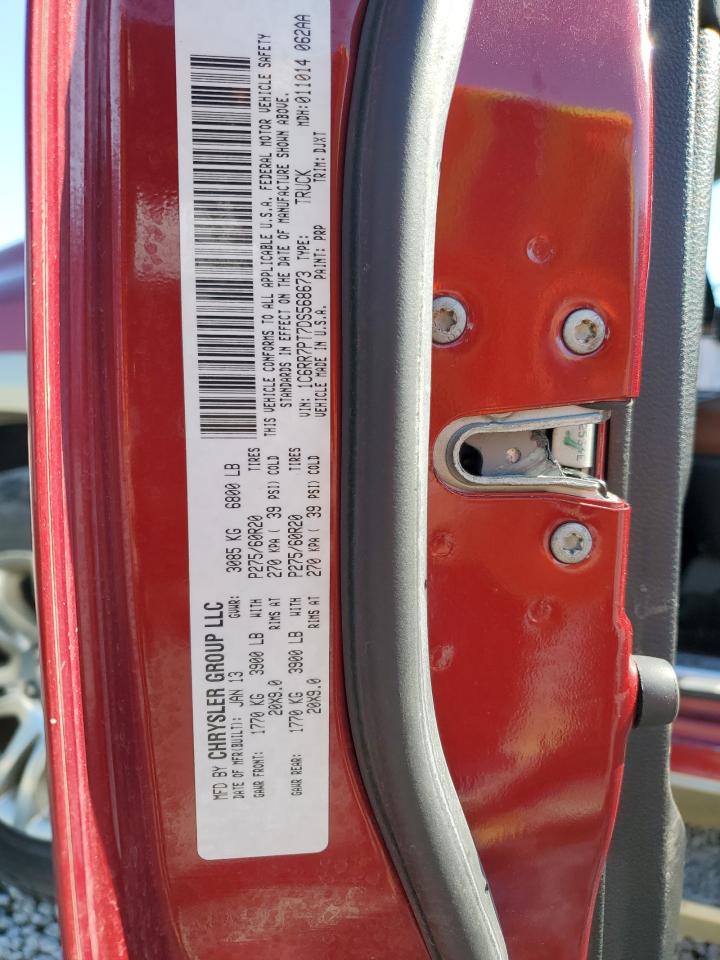 MFD BY CHRYSLER GROUP LLC
DATE OF MFR(BUILT): JAN 13 GVWR: 3085 KG 6800 LB
GAWR FRONT: 1770 KG 3900 LB WITH P275/60R20 TIRES
20X9.0 RIMS AT 270 KPA ( 39 PSI) COLD
GAWR REAR: 1770 KG 3900 LB WITH P275/60R20 TIRES
20X9.0 RIMS AT 270 KPA ( 39 PSI) COLD
THIS VEHICLE CONFORMS TO ALL APPLICABLE U.S.A. FEDERAL MOTOR VEHICLE SAFETY
STANDARDS IN EFFECT ON THE DATE OF MANUFACTURE SHOWN ABOVE.
VIN: 1C6RR7PT7DS568673 TYPE: TRUCK MDH:011014 062AA
VEHICLE MADE IN U.S.A. PAINT: PRP TRIM: DJXT